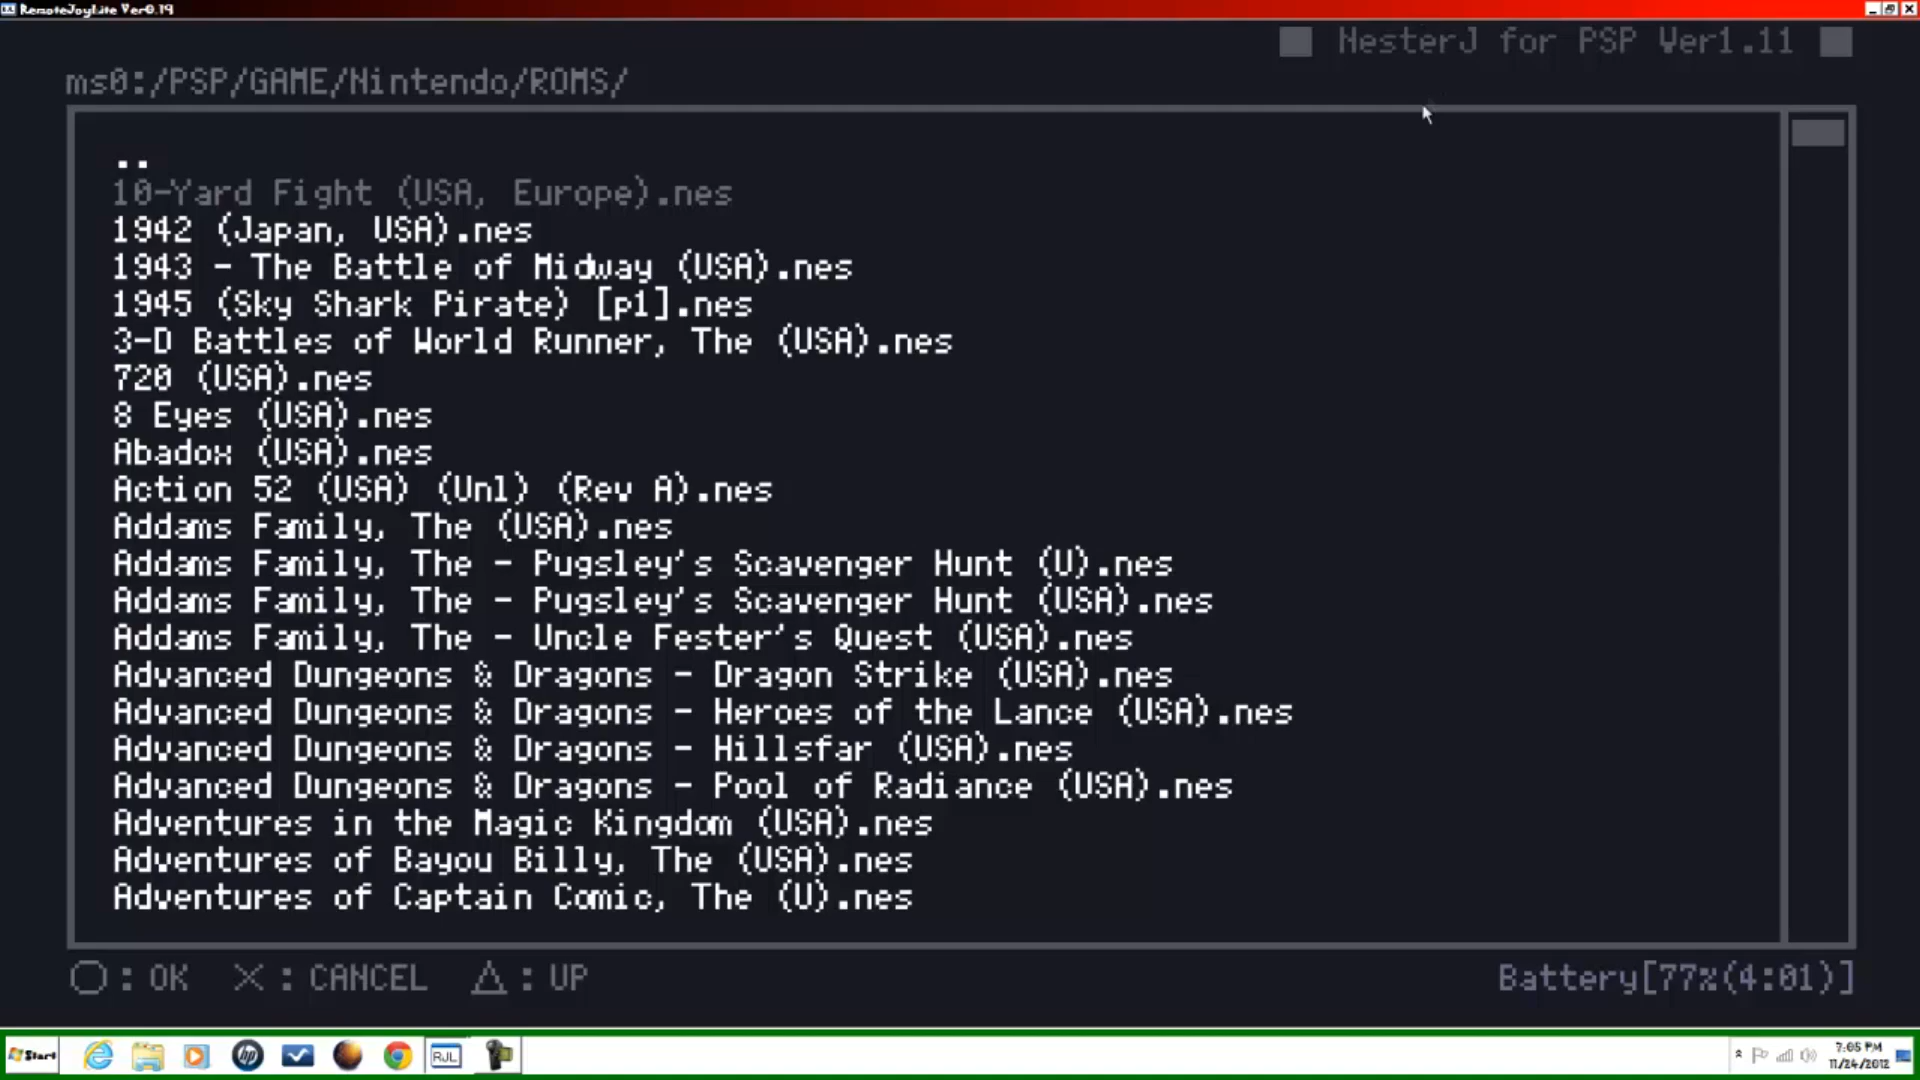 RemoteJoyLite Ver0.19
■ NesterJ for PSP Ver1.11 ■
ms0:/PSP/GAME/Nintendo/ROMS/
..
10-Yard Fight (USA, Europe).nes
1942 (Japan, USA).nes
1943 - The Battle of Midway (USA).nes
1945 (Sky Shark Pirate) [p1].nes
3-D Battles of World Runner, The (USA).nes
720 (USA).nes
8 Eyes (USA).nes
Abadox (USA).nes
Action 52 (USA) (Unl) (Rev A).nes
Addams Family, The (USA).nes
Addams Family, The - Pugsley's Scavenger Hunt (U).nes
Addams Family, The - Pugsley's Scavenger Hunt (USA).nes
Addams Family, The - Uncle Fester's Quest (USA).nes
Advanced Dungeons & Dragons - Dragon Strike (USA).nes
Advanced Dungeons & Dragons - Heroes of the Lance (USA).nes
Advanced Dungeons & Dragons - Hillsfar (USA).nes
Advanced Dungeons & Dragons - Pool of Radiance (USA).nes
Adventures in the Magic Kingdom (USA).nes
Adventures of Bayou Billy, The (USA).nes
Adventures of Captain Comic, The (U).nes
○: OK ×: CANCEL △: UP Battery[77%(4:01)]
Start hp RJL 7:05 PM
11/24/2012